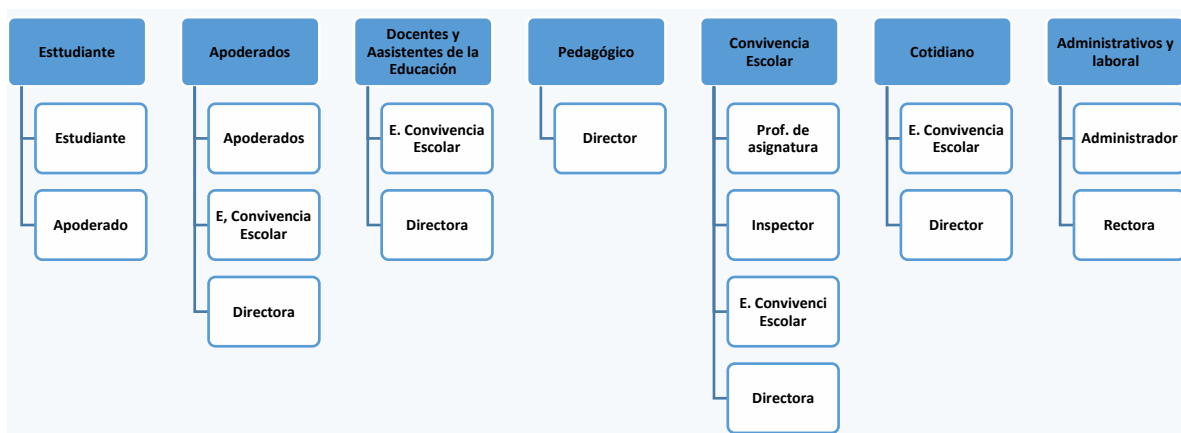 Esttudiante
Estudiante
Apoderado
Apoderados
Apoderados
E, Convivencia
Escolar
Directora
Docentes y
Aasistentes de la
Educación
E. Convivencia
Escolar
Directora
Pedagógico
Director
Convivencia
Escolar
Prof. de
asignatura
Inspector
E. Convivenci
Escolar
Directora
Cotidiano
E. Convivencia
Escolar
Director
Administrativos y
laboral
Administrador
Rectora